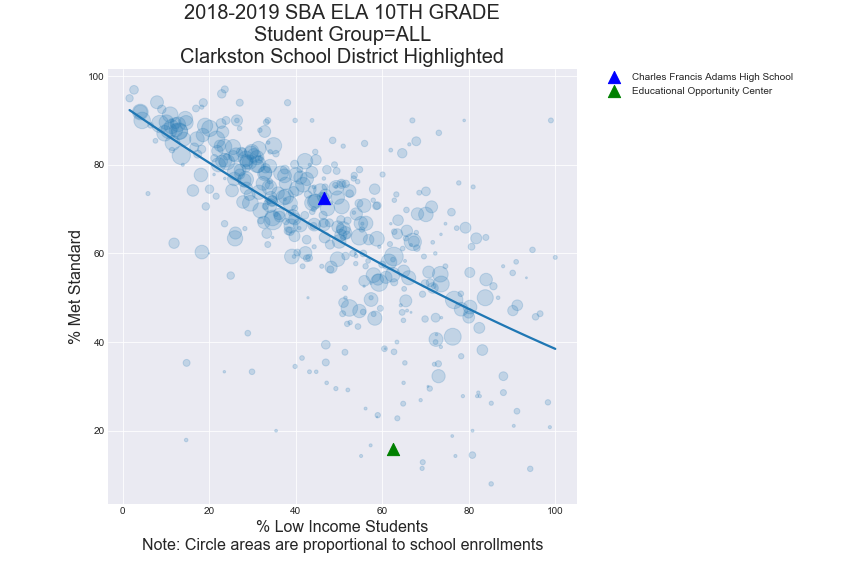 2018-2019 SBA ELA 10TH GRADE
Student Group=ALL
Clarkston School District Highlighted
Charles Francis Adams High School
Educational Opportunity Center
% Met Standard
100
80
60
40
20
0 20 40 60 80 100
% Low Income Students
Note: Circle areas are proportional to school enrollments